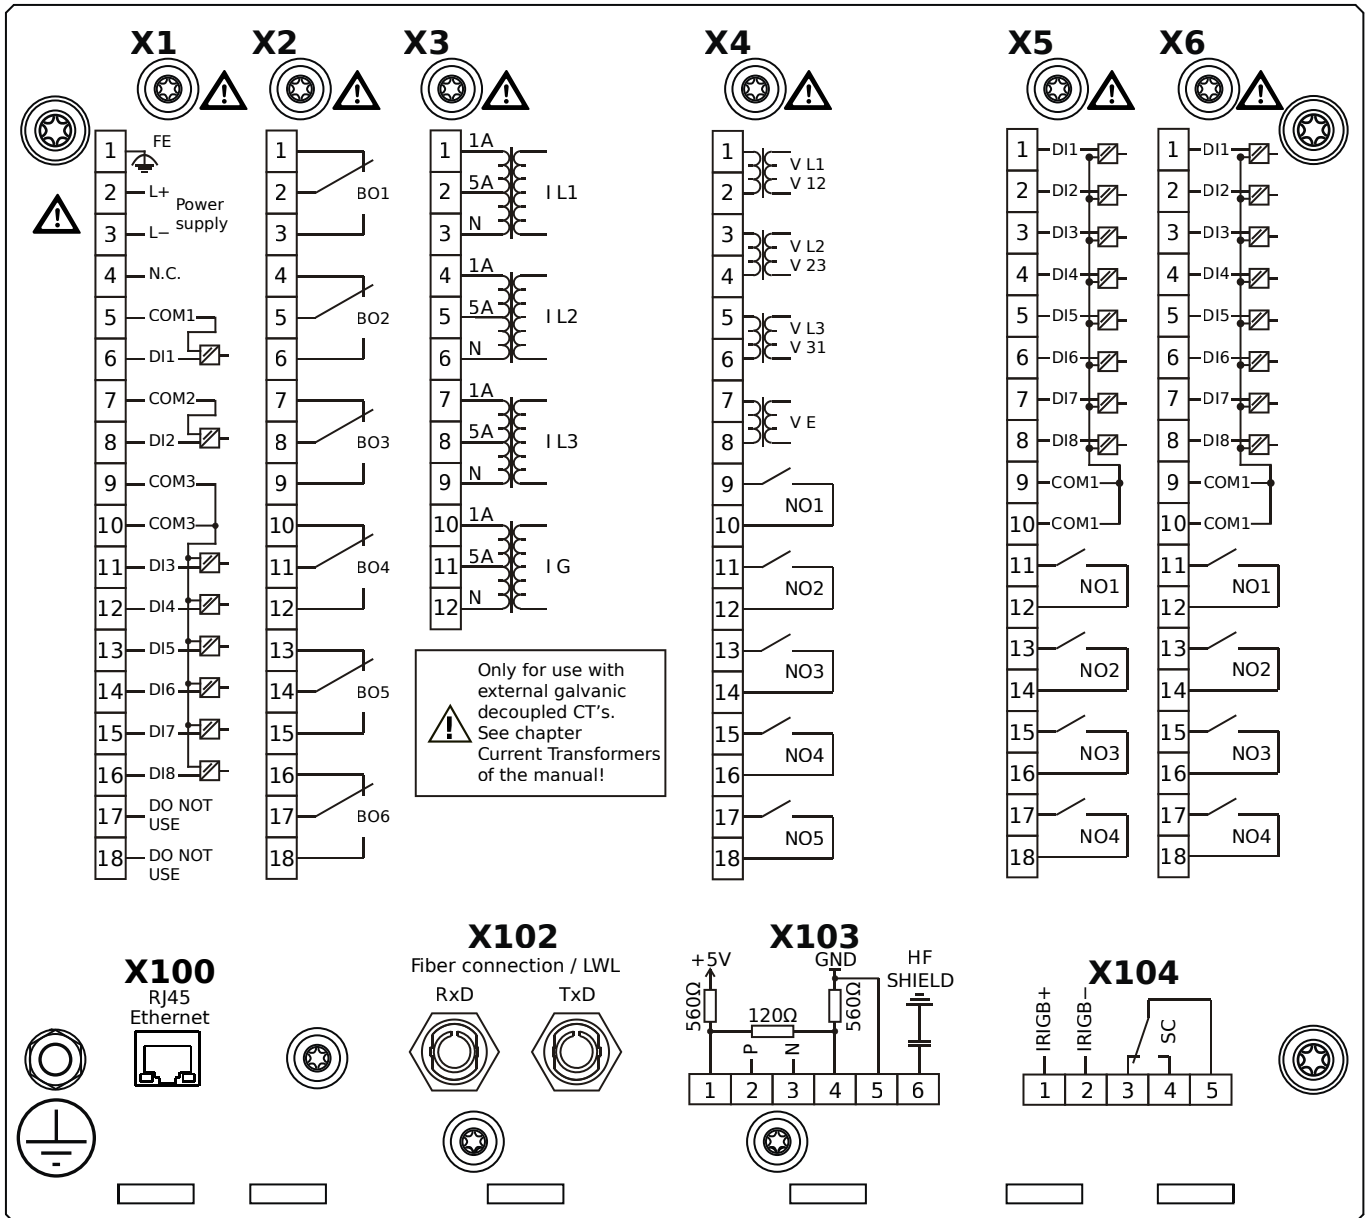 X1
X2
X3
X4
X5
X6
1 FE
2 L+
Power
supply
3 L−
4 N.C.
5 COM1
6 DI1
7 COM2
8 DI2
9 COM3
10 COM3
11 DI3
12 DI4
13 DI5
14 DI6
15 DI7
16 DI8
17 DO NOT
USE
18 DO NOT
USE
1
2 BO1
3
4
5 BO2
6
7
8 BO3
9
10
11 BO4
12
13
14 BO5
15
16
17 BO6
18
1 1A
2 5A I L1
3 N
4 1A
5 5A I L2
6 N
7 1A
8 5A I L3
9 N
10 1A
11 5A I G
12 N
Only for use with
external galvanic
decoupled CT's.
See chapter
Current Transformers
of the manual!
1 V L1
2 V 12
3 V L2
4 V 23
5 V L3
6 V 31
7
V E
8
9
NO1
10
11
NO2
12
13
NO3
14
15
NO4
16
17
NO5
18
1 DI1
2 DI2
3 DI3
4 DI4
5 DI5
6 DI6
7 DI7
8 DI8
9 COM1
10 COM1
11
NO1
12
13
NO2
14
15
NO3
16
17
NO4
18
1 DI1
2 DI2
3 DI3
4 DI4
5 DI5
6 DI6
7 DI7
8 DI8
9 COM1
10 COM1
11
NO1
12
13
NO2
14
15
NO3
16
17
NO4
18
X100
RJ45
Ethernet
X102
Fiber connection / LWL
RxD TxD
X103
+5V GND HF
SHIELD
560Ω 120Ω 560Ω
P N
1 2 3 4 5 6
X104
IRIGB+ IRIGB− SC
1 2 3 4 5